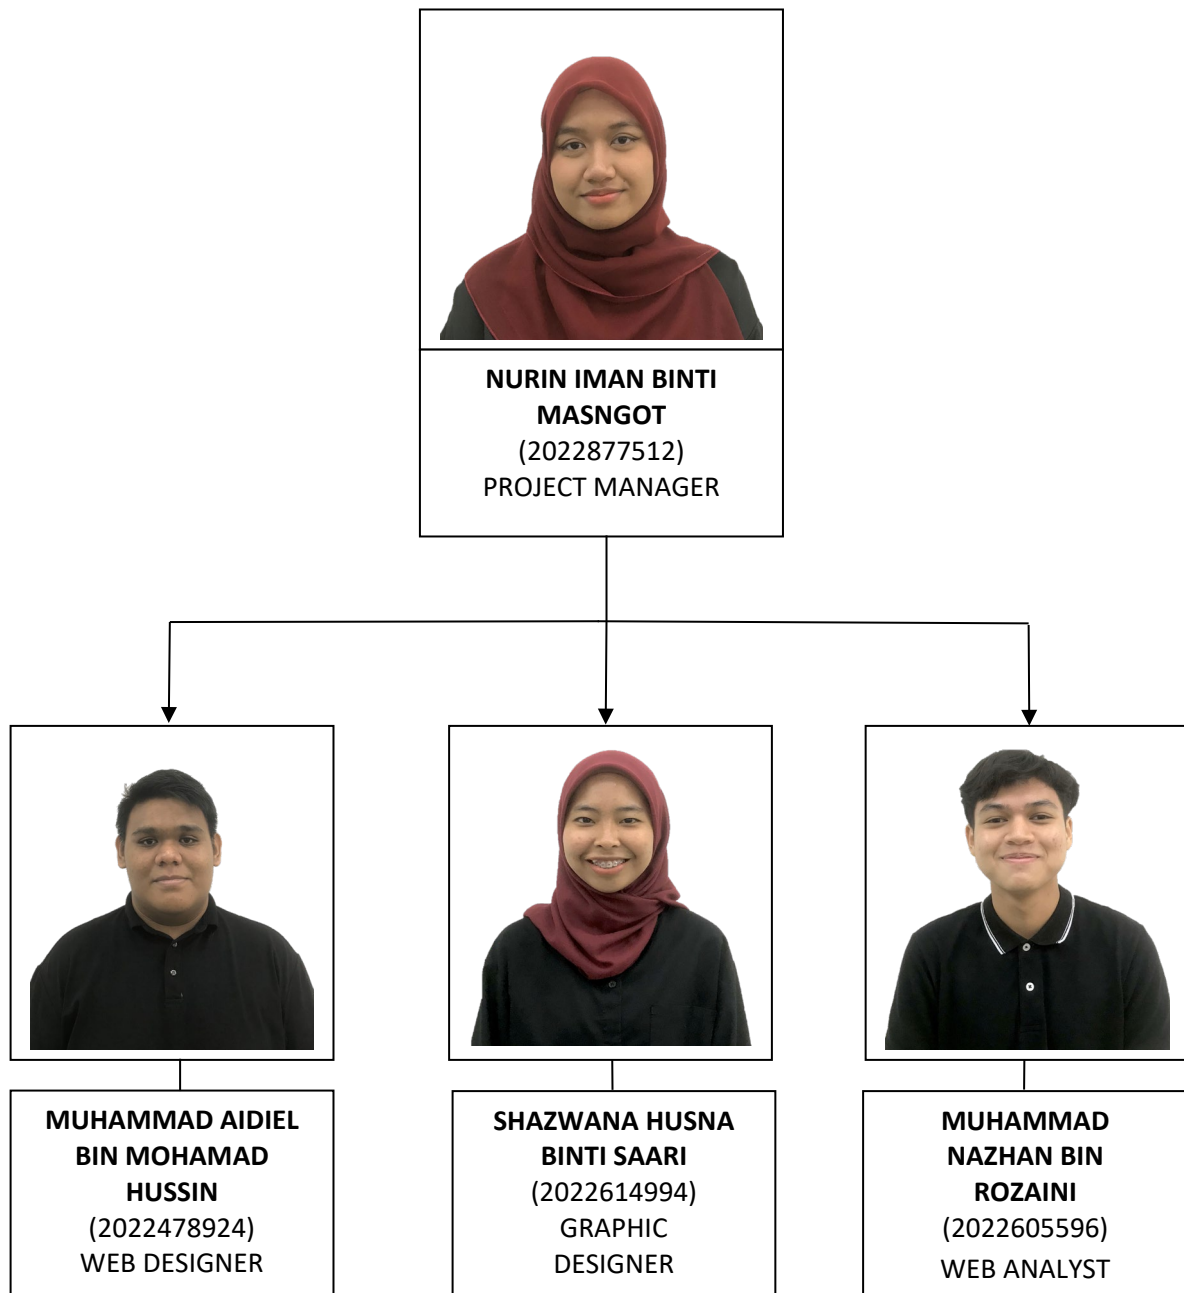 NURIN IMAN BINTI
MASNGOT
(2022877512)
PROJECT MANAGER
MUHAMMAD AIDIEL
BIN MOHAMAD
HUSSIN
(2022478924)
WEB DESIGNER
SHAZWANA HUSNA
BINTI SAARI
(2022614994)
GRAPHIC
DESIGNER
MUHAMMAD
NAZHAN BIN
ROZAINI
(2022605596)
WEB ANALYST